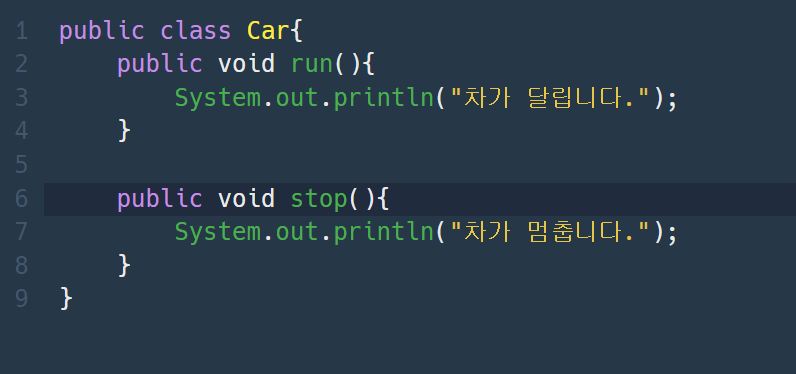 1 public class Car{
2     public void run(){
3         System.out.println("차가 달립니다.");
4     }
5
6     public void stop(){
7         System.out.println("차가 멈춥니다.");
8     }
9 }